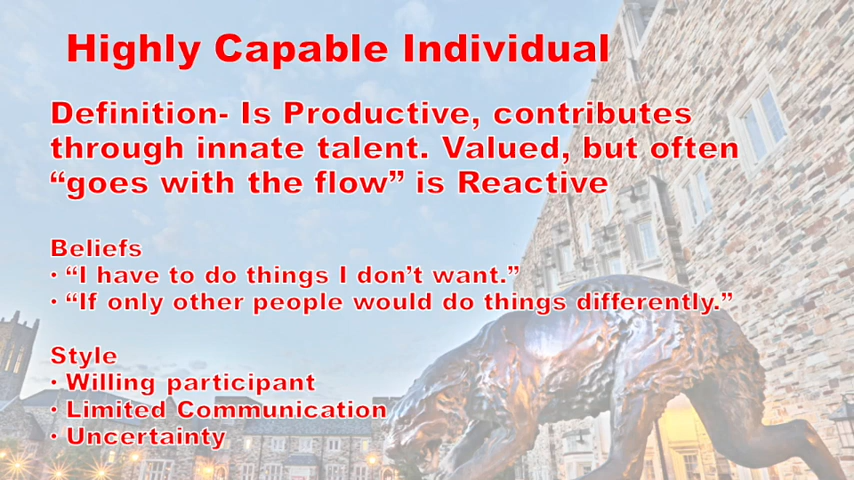 Highly Capable Individual
Definition- Is Productive, contributes
through innate talent. Valued, but often
“goes with the flow” is Reactive
Beliefs
• “I have to do things I don’t want.”
• “If only other people would do things differently.”
Style
• Willing participant
• Limited Communication
• Uncertainty